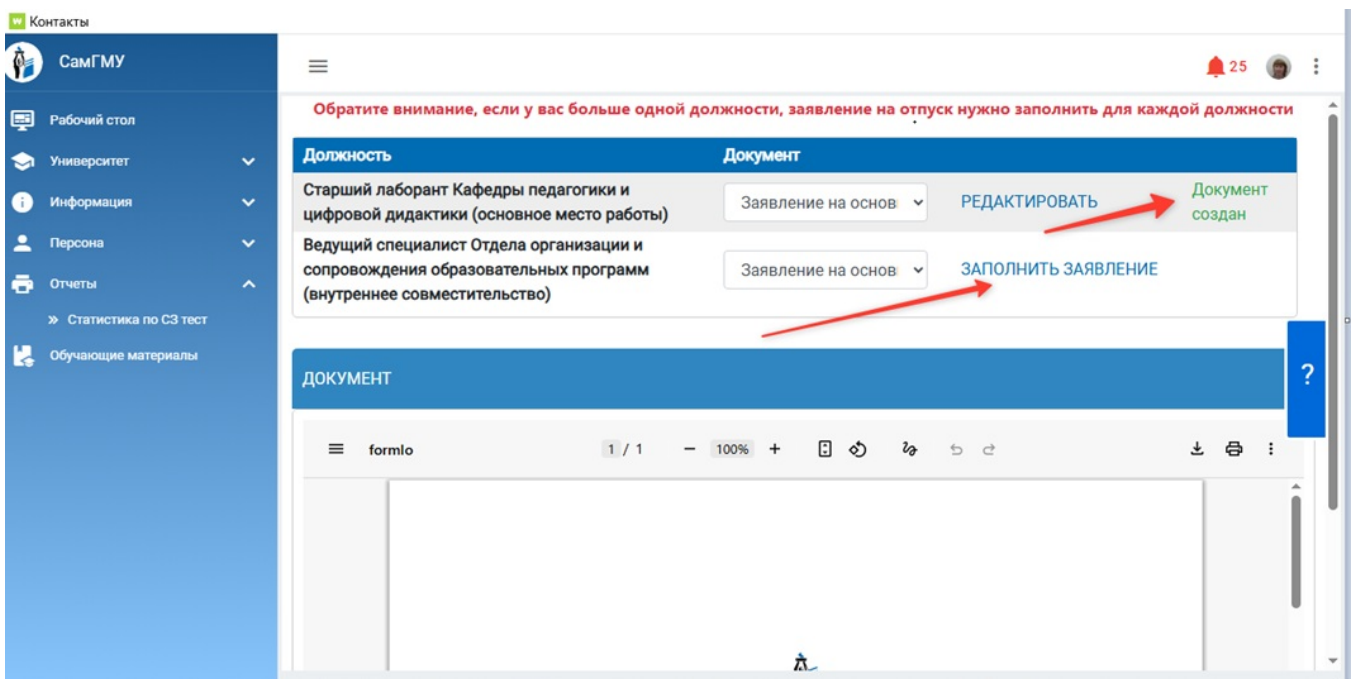 Контакты
СамГМУ
25
Рабочий стол
Университет
Информация
Персона
Отчеты
» Статистика по СЗ тест
Обучающие материалы
Обратите внимание, если у вас больше одной должности, заявление на отпуск нужно заполнить для каждой должности
Должность Документ
Старший лаборант Кафедры педагогики и
цифровой дидактики (основное место работы)
Заявление на основ
РЕДАКТИРОВАТЬ
Документ
создан
Ведущий специалист Отдела организации и
сопровождения образовательных программ
(внутреннее совместительство)
Заявление на основ
ЗАПОЛНИТЬ ЗАЯВЛЕНИЕ
?
ДОКУМЕНТ
formlo 1 / 1 − 100% +